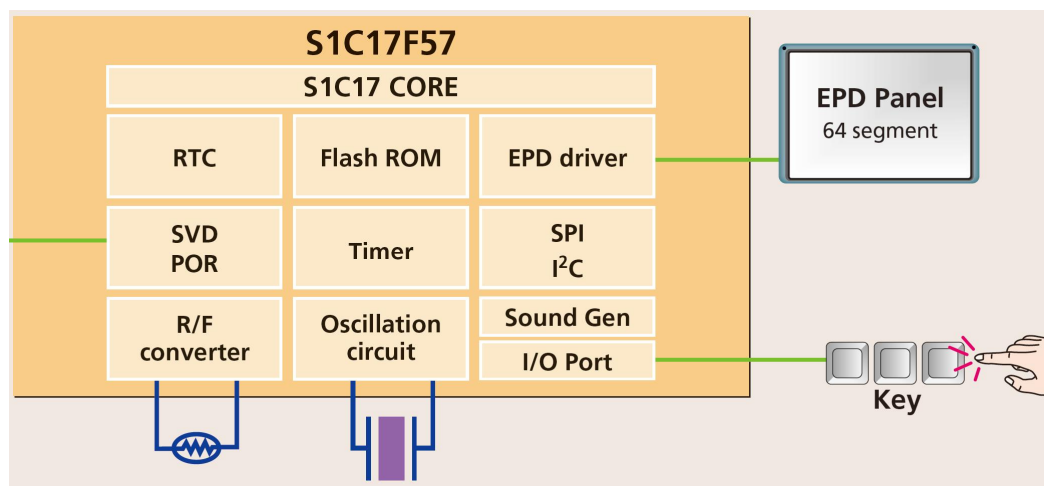 S1C17F57
S1C17 CORE
RTC
Flash ROM
EPD driver
SVD
POR
Timer
SPI
I²C
R/F
converter
Oscillation
circuit
Sound Gen
I/O Port
EPD Panel
64 segment
Key